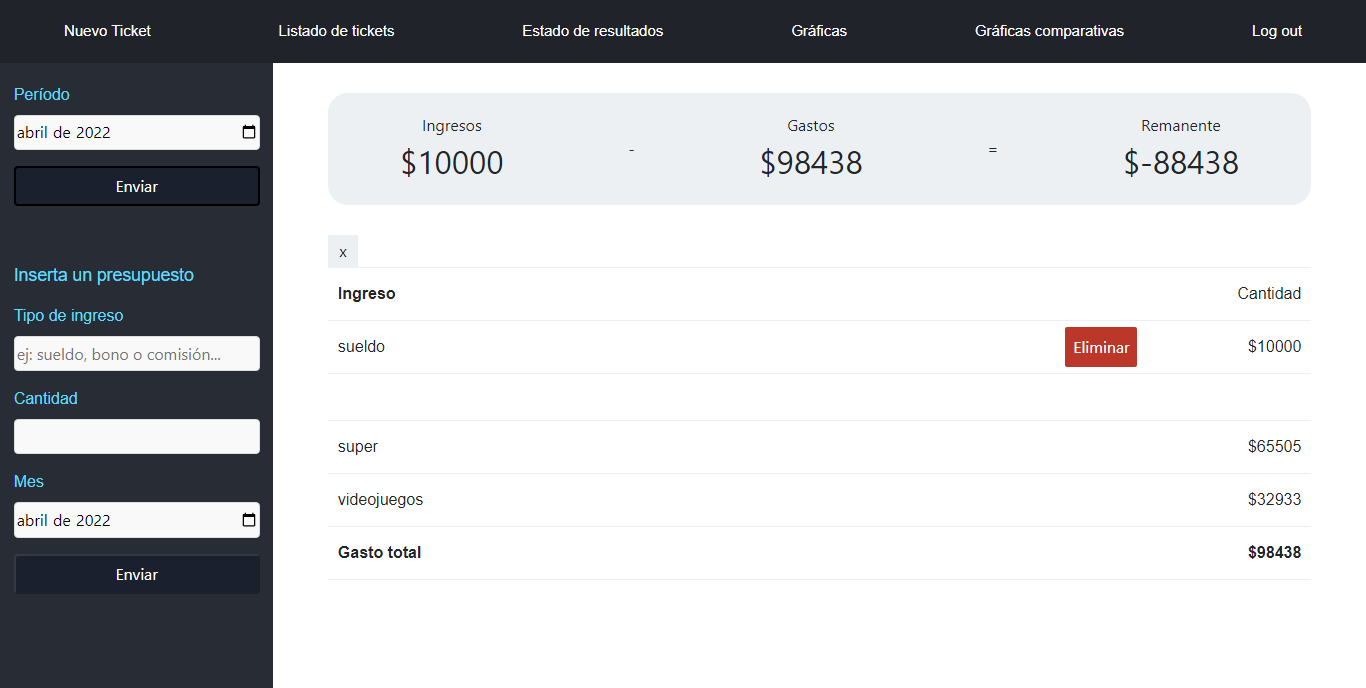 Nuevo Ticket Listado de tickets Estado de resultados Gráficas Gráficas comparativas Log out
Período
abril de 2022
Enviar
Inserta un presupuesto
Tipo de ingreso
ej: sueldo, bono o comisión...
Cantidad
Mes
abril de 2022
Enviar
Ingresos Gastos Remanente
$10000 - $98438 = $-88438
x
Ingreso Cantidad
sueldo Eliminar $10000
super $65505
videojuegos $32933
Gasto total $98438